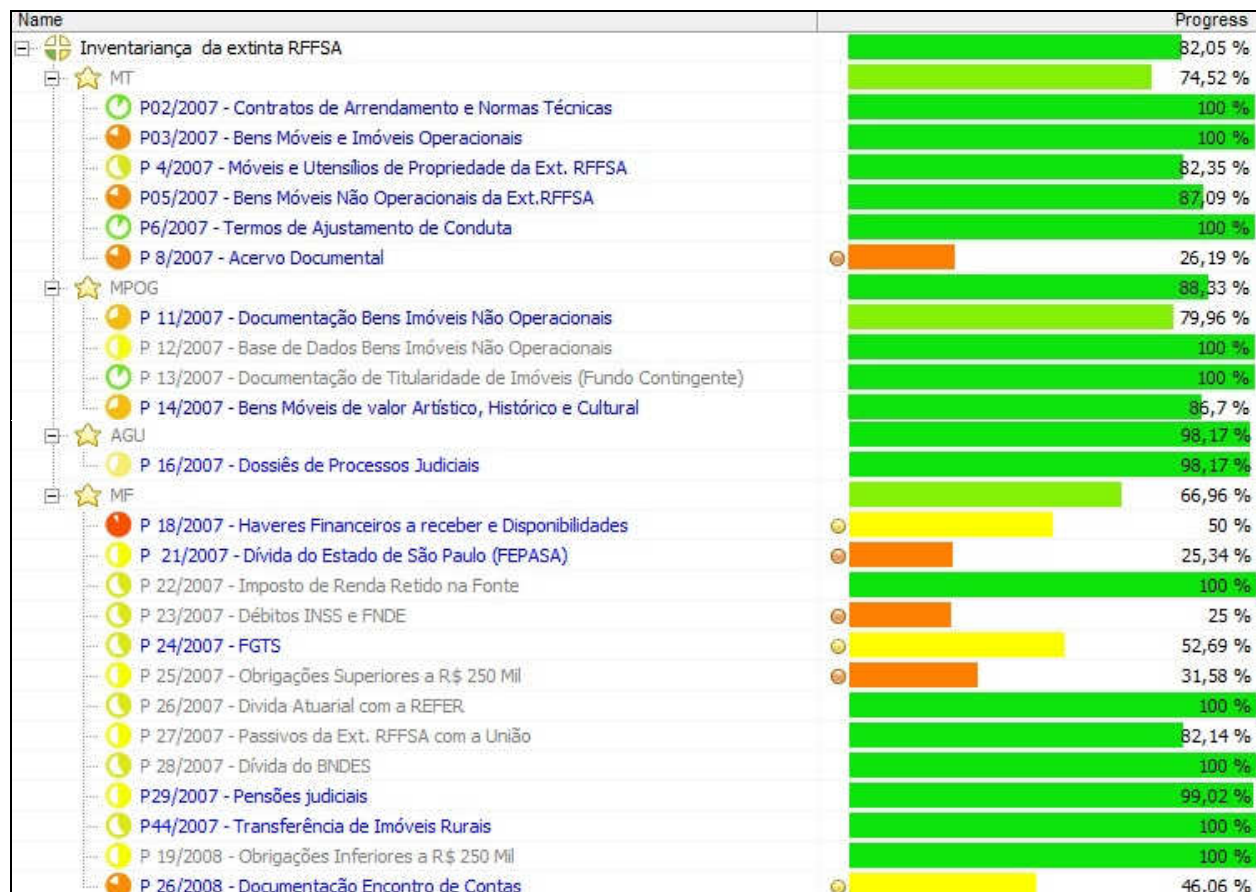 Name Progress
Inventariança da extinta RFFSA 82,05 %
MT 74,52 %
P02/2007 - Contratos de Arrendamento e Normas Técnicas 100 %
P03/2007 - Bens Móveis e Imóveis Operacionais 100 %
P 4/2007 - Móveis e Utensílios de Propriedade da Ext. RFFSA 82,35 %
P05/2007 - Bens Móveis Não Operacionais da Ext.RFFSA 87,09 %
P6/2007 - Termos de Ajustamento de Conduta 100 %
P 8/2007 - Acervo Documental 26,19 %
MPOG 88,33 %
P 11/2007 - Documentação Bens Imóveis Não Operacionais 79,96 %
P 12/2007 - Base de Dados Bens Imóveis Não Operacionais 100 %
P 13/2007 - Documentação de Titularidade de Imóveis (Fundo Contingente) 100 %
P 14/2007 - Bens Móveis de valor Artístico, Histórico e Cultural 86,7 %
AGU 98,17 %
P 16/2007 - Dossiês de Processos Judiciais 98,17 %
MF 66,96 %
P 18/2007 - Haveres Financeiros a receber e Disponibilidades 50 %
P 21/2007 - Dívida do Estado de São Paulo (FEPASA) 25,34 %
P 22/2007 - Imposto de Renda Retido na Fonte 100 %
P 23/2007 - Débitos INSS e FNDE 25 %
P 24/2007 - FGTS 52,69 %
P 25/2007 - Obrigações Superiores a R$ 250 Mil 31,58 %
P 26/2007 - Divida Atuarial com a REFER 100 %
P 27/2007 - Passivos da Ext. RFFSA com a União 82,14 %
P 28/2007 - Dívida do BNDES 100 %
P29/2007 - Pensões judiciais 99,02 %
P44/2007 - Transferência de Imóveis Rurais 100 %
P 19/2008 - Obrigações Inferiores a R$ 250 Mil 100 %
P 26/2008 - Documentação Encontro de Contas 46,06 %